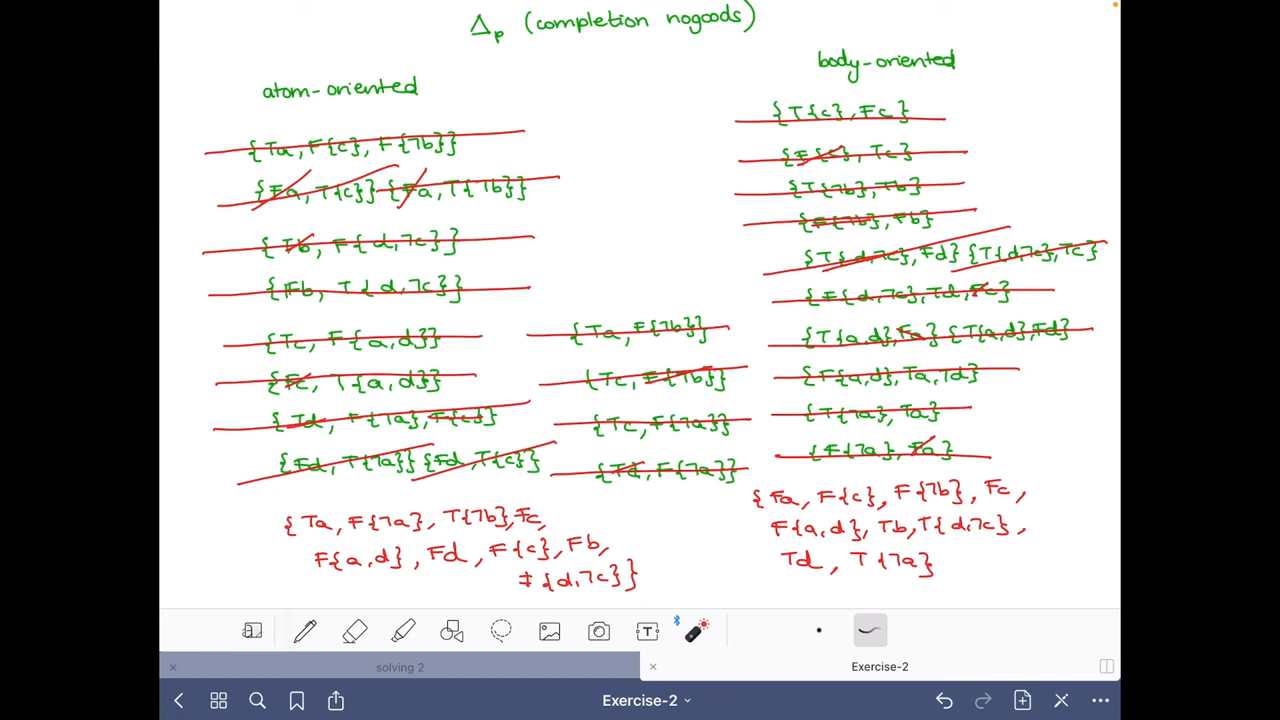 Δp (completion nogoods)
atom-oriented
{Ta, F{c}, F{¬b}}
{Fa, T{c}} {Fa, T{¬b}}
{Tb, F{d,¬c}}
{Fb, T{d,¬c}}
{Tc, F{a,d}}
{Fc, T{a,d}}
{Td, F{¬a}, F{c}}
{Fd, T{¬a}} {Fd, T{c}}
{Ta, F{¬b}}
{Tc, F{¬b}}
{Tc, F{¬a}}
{Td, F{¬a}}
body-oriented
{T{c}, Fc}
{F{c}, Tc}
{T{¬b}, Tb}
{F{¬b}, Fb}
{T{d,¬c}, Fd} {T{d,¬c}, Tc}
{F{d,¬c}, Td, Fc}
{T{a,d}, Fa} {T{a,d}, Fd}
{F{a,d}, Ta, Td}
{T{¬a}, Ta}
{F{¬a}, Fa}
{Ta, F{¬a}, T{¬b}, Fc,
F{a,d}, Fd, F{c}, Fb,
F{d,¬c}}
{Fa, F{c}, F{¬b}, Fc,
F{a,d}, Tb, T{d,¬c},
Td, T{¬a}}
solving 2
Exercise-2
Exercise-2